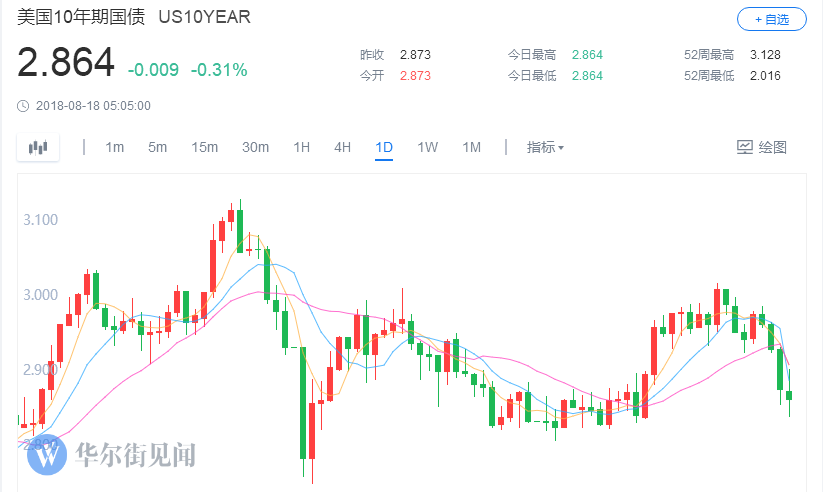 美国10年期国债 US10YEAR
+ 自选
2.864 -0.009 -0.31%
昨收 2.873 今日最高 2.864 52周最高 3.128
今开 2.873 今日最低 2.864 52周最低 2.016
2018-08-18 05:05:00
1m 5m 15m 30m 1H 4H 1D 1W 1M 指标 绘图
3.100
3.000
2.900
2.800
W 华尔街见闻